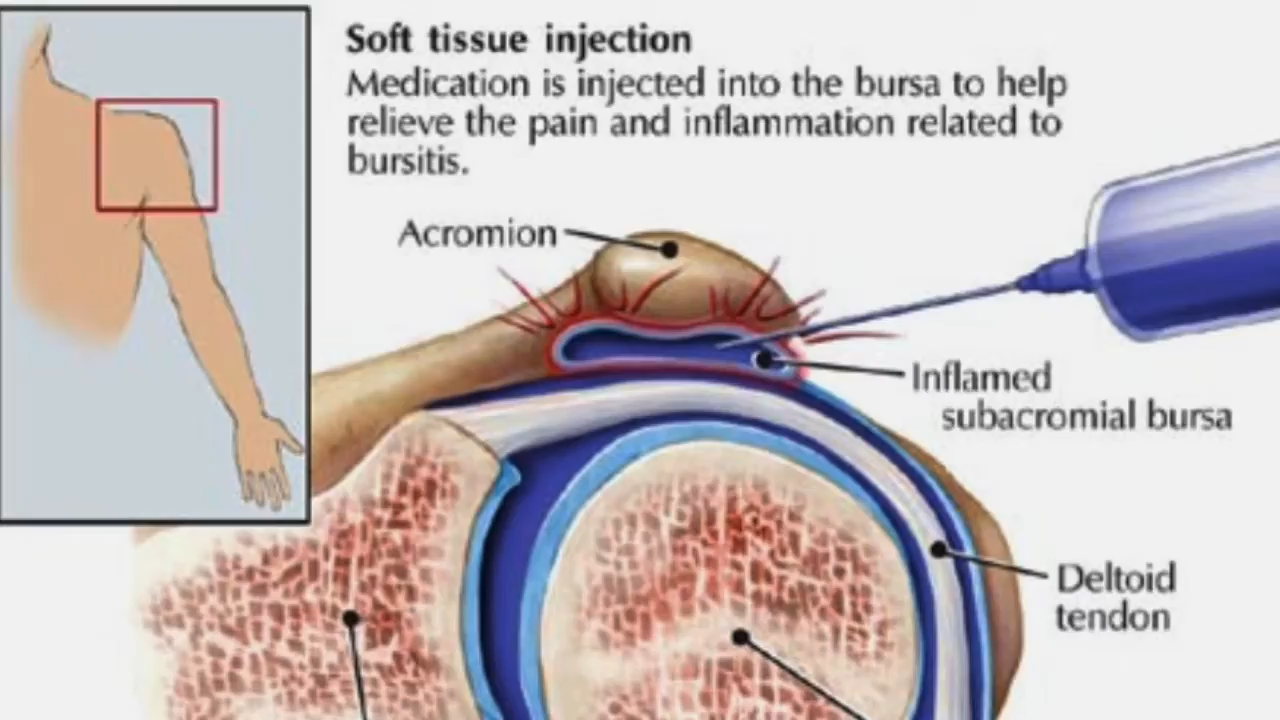 Soft tissue injection
Medication is injected into the bursa to help
relieve the pain and inflammation related to
bursitis.
Acromion
Inflamed
subacromial bursa
Deltoid
tendon